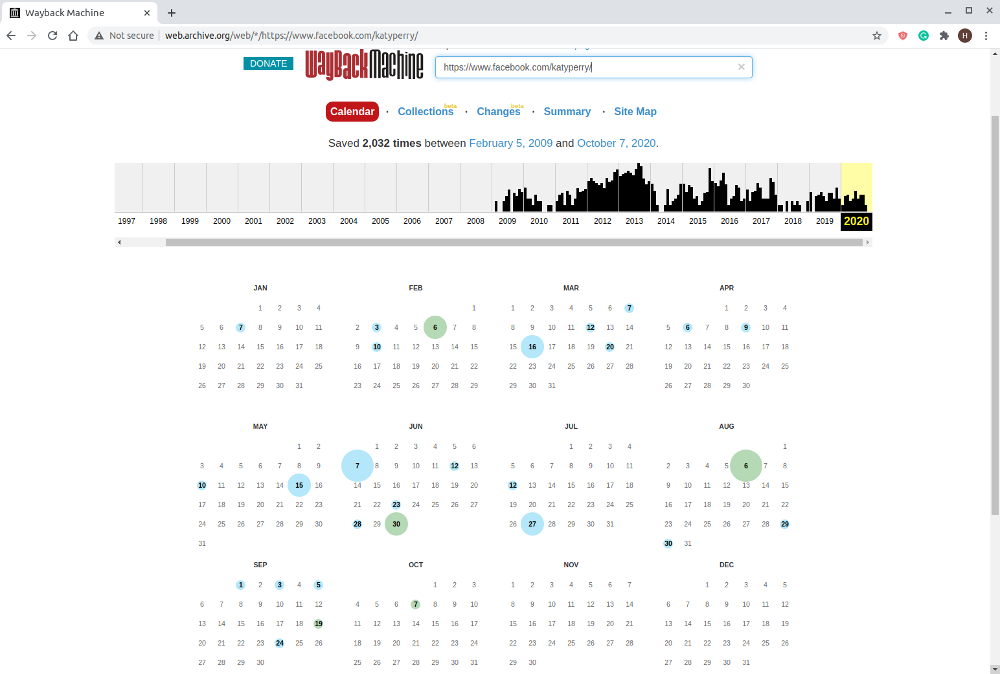 Wayback Machine
Not secure web.archive.org/web/*/https://www.facebook.com/katyperry/
H
DONATE
WayBackMachine
https://www.facebook.com/katyperry/
Calendar · Collections beta · Changes beta · Summary · Site Map
Saved 2,032 times between February 5, 2009 and October 7, 2020.
1997 1998 1999 2000 2001 2002 2003 2004 2005 2006 2007 2008 2009 2010 2011 2012 2013 2014 2015 2016 2017 2018 2019 2020
JAN
1 2 3 4
5 6 7 8 9 10 11
12 13 14 15 16 17 18
19 20 21 22 23 24 25
26 27 28 29 30 31
FEB
1
2 3 4 5 6 7 8
9 10 11 12 13 14 15
16 17 18 19 20 21 22
23 24 25 26 27 28 29
MAR
1 2 3 4 5 6 7
8 9 10 11 12 13 14
15 16 17 18 19 20 21
22 23 24 25 26 27 28
29 30 31
APR
1 2 3 4
5 6 7 8 9 10 11
12 13 14 15 16 17 18
19 20 21 22 23 24 25
26 27 28 29 30
MAY
1 2
3 4 5 6 7 8 9
10 11 12 13 14 15 16
17 18 19 20 21 22 23
24 25 26 27 28 29 30
31
JUN
1 2 3 4 5 6
7 8 9 10 11 12 13
14 15 16 17 18 19 20
21 22 23 24 25 26 27
28 29 30
JUL
1 2 3 4
5 6 7 8 9 10 11
12 13 14 15 16 17 18
19 20 21 22 23 24 25
26 27 28 29 30 31
AUG
1
2 3 4 5 6 7 8
9 10 11 12 13 14 15
16 17 18 19 20 21 22
23 24 25 26 27 28 29
30 31
SEP
1 2 3 4 5
6 7 8 9 10 11 12
13 14 15 16 17 18 19
20 21 22 23 24 25 26
27 28 29 30
OCT
1 2 3
4 5 6 7 8 9 10
11 12 13 14 15 16 17
18 19 20 21 22 23 24
25 26 27 28 29 30 31
NOV
1 2 3 4 5 6 7
8 9 10 11 12 13 14
15 16 17 18 19 20 21
22 23 24 25 26 27 28
29 30
DEC
1 2 3 4 5
6 7 8 9 10 11 12
13 14 15 16 17 18 19
20 21 22 23 24 25 26
27 28 29 30 31